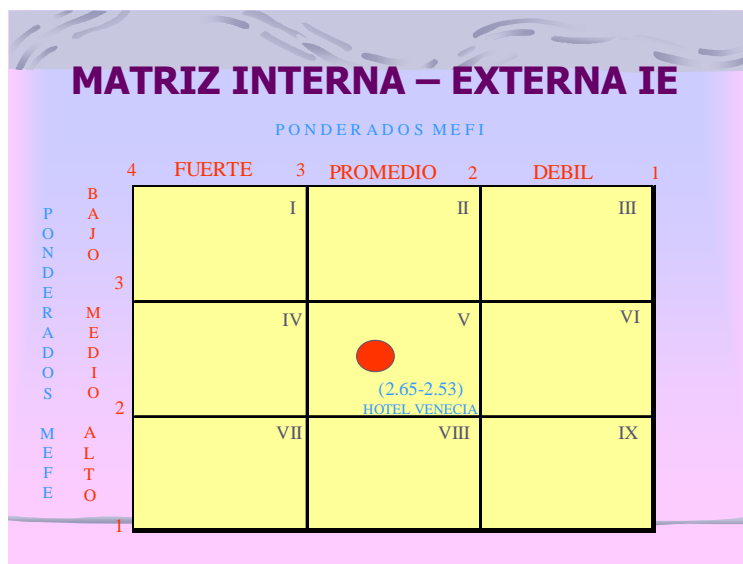 MATRIZ INTERNA – EXTERNA IE
PONDERADOS MEFI
4 FUERTE 3 PROMEDIO 2 DEBIL 1
PONDERADOS MEFE
BAJO
3
MEDIO
2
ALTO
1
I II III
IV V VI
(2.65-2.53)
HOTEL VENECIA
VII VIII IX